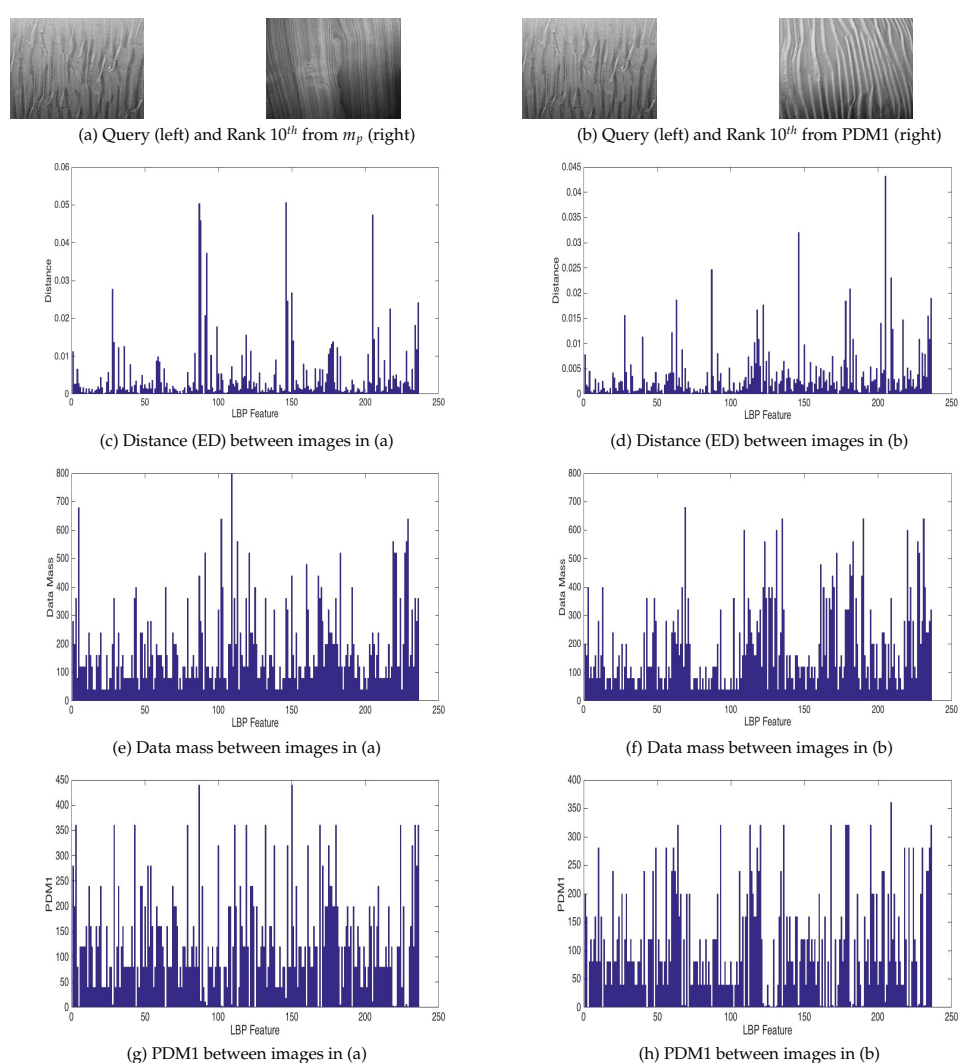 (a) Query (left) and Rank 10th from mp (right)
(b) Query (left) and Rank 10th from PDM1 (right)
0.06
0.05
0.04
0.03
0.02
0.01
0
Distance
0 50 100 150 200 250
LBP Feature
(c) Distance (ED) between images in (a)
0.045
0.04
0.035
0.03
0.025
0.02
0.015
0.01
0.005
0
Distance
0 50 100 150 200 250
LBP Feature
(d) Distance (ED) between images in (b)
800
700
600
500
400
300
200
100
0
Data Mass
0 50 100 150 200 250
LBP Feature
(e) Data mass between images in (a)
800
700
600
500
400
300
200
100
0
Data Mass
0 50 100 150 200 250
LBP Feature
(f) Data mass between images in (b)
450
400
350
300
250
200
150
100
50
0
PDM1
0 50 100 150 200 250
LBP Feature
(g) PDM1 between images in (a)
400
350
300
250
200
150
100
50
0
PDM1
0 50 100 150 200 250
LBP Feature
(h) PDM1 between images in (b)